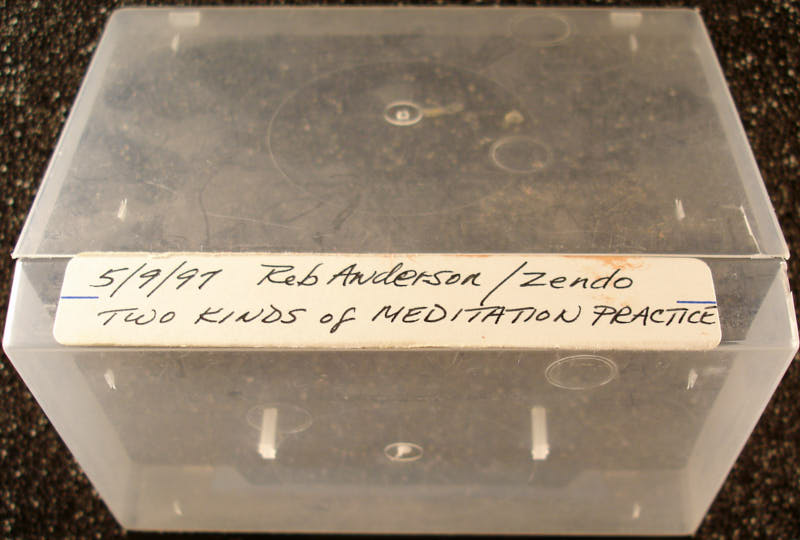 5/9/97 Reb Anderson / Zendo
TWO KINDS of MEDITATION PRACTICE